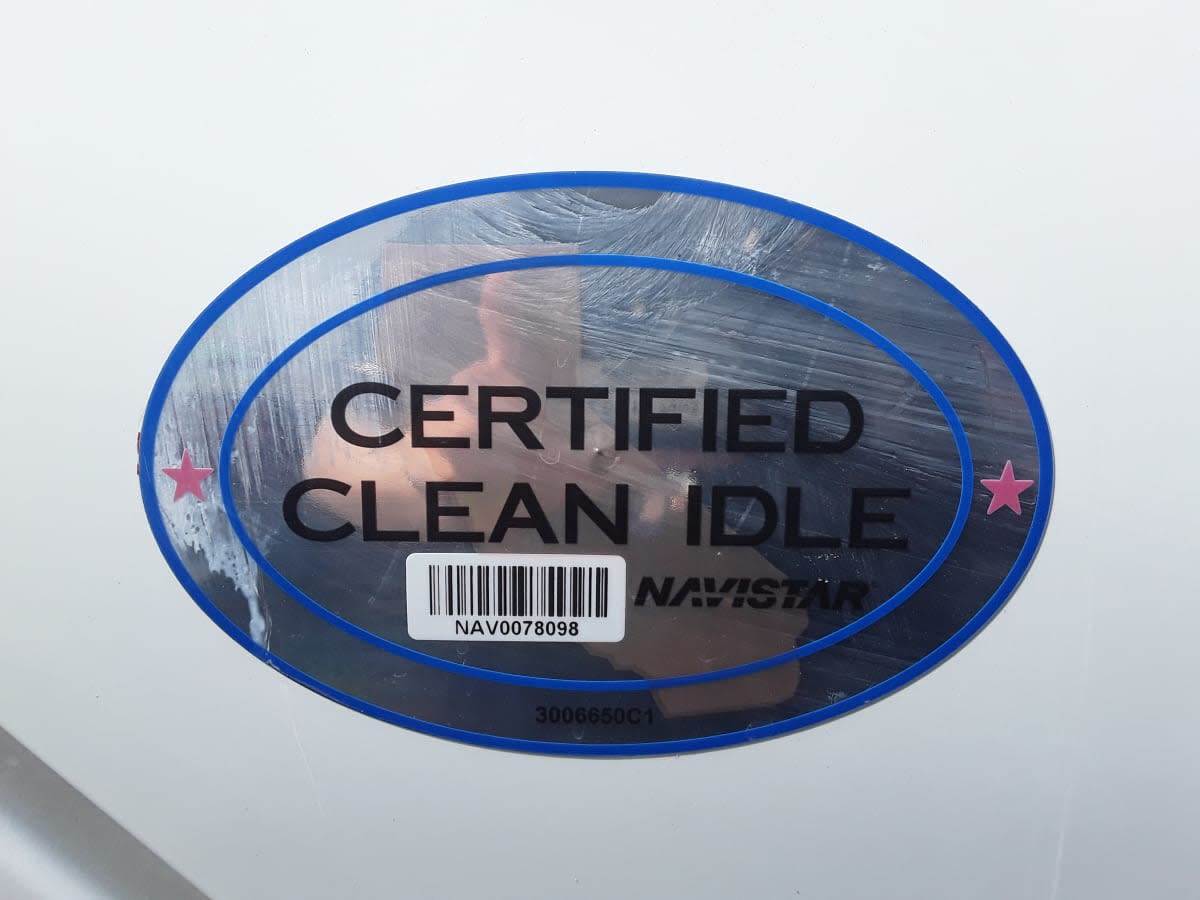 CERTIFIED
CLEAN IDLE
NAVISTAR
NAV0078098
3006650C1